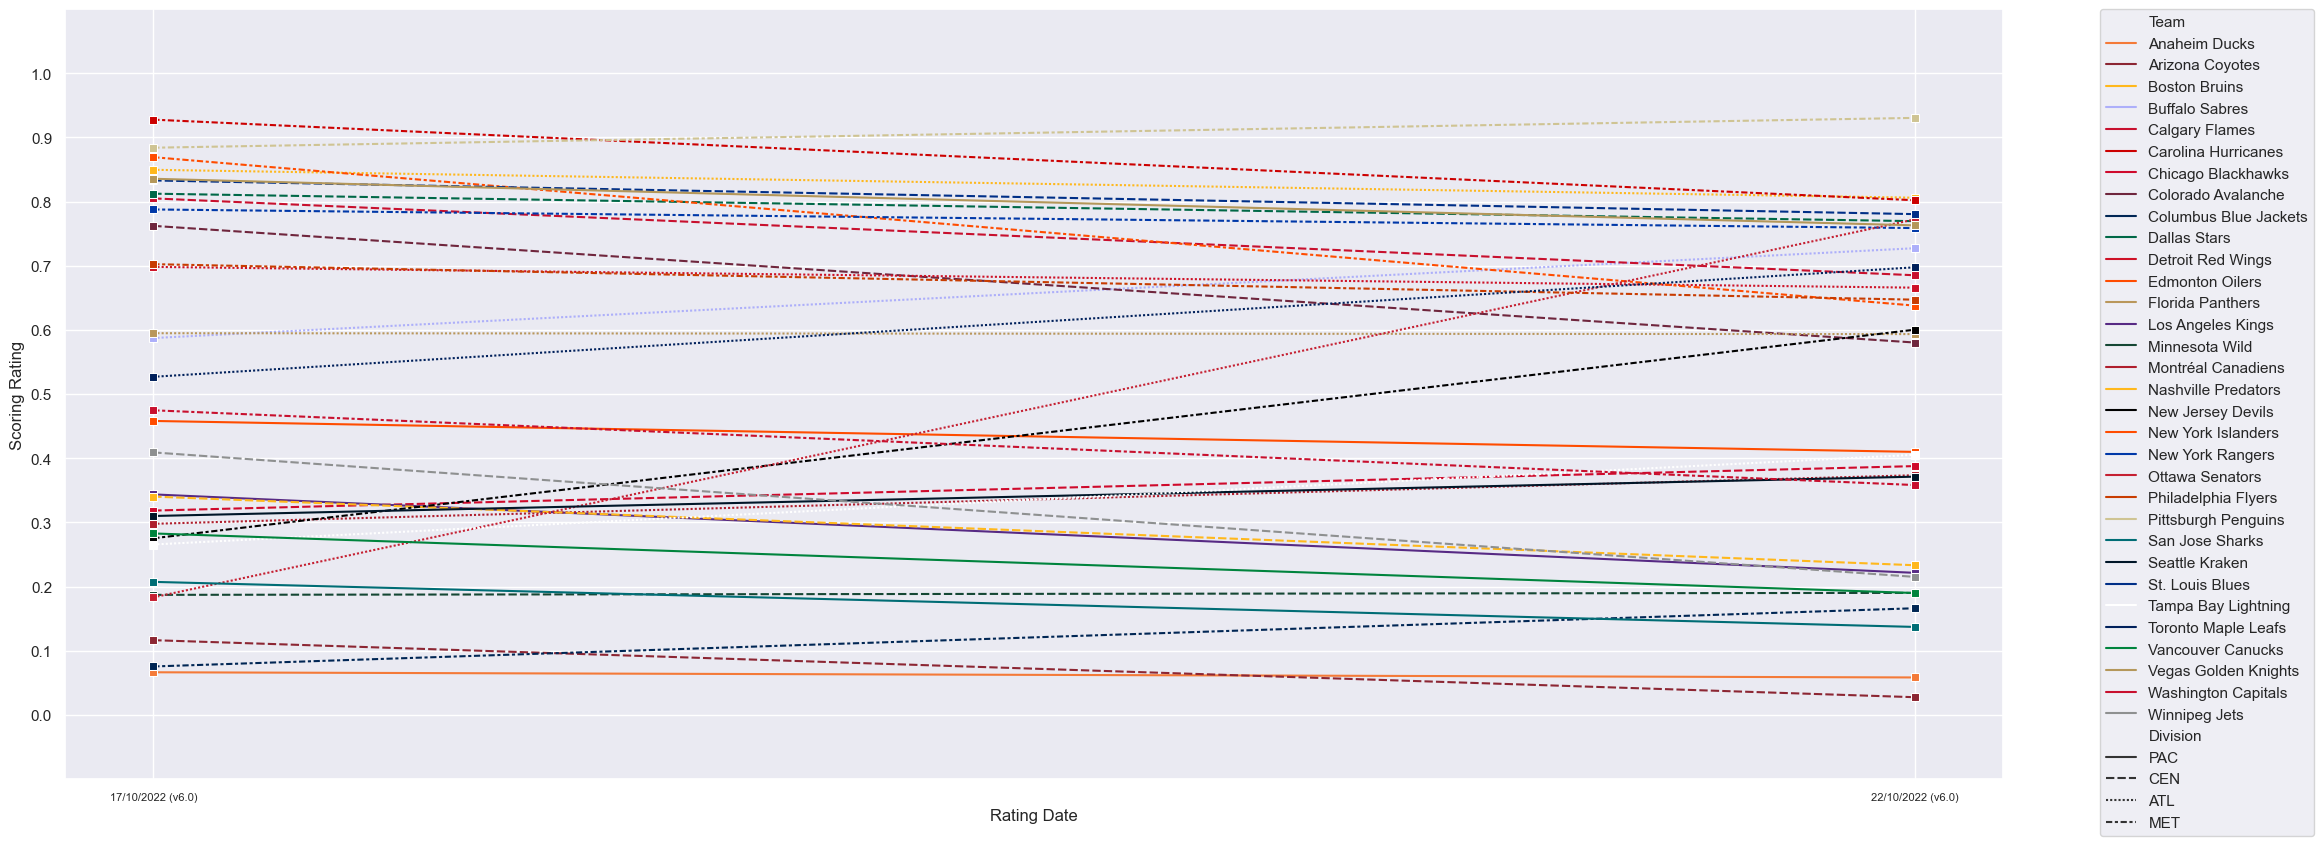 1.0
0.9
0.8
0.7
0.6
0.5
0.4
0.3
0.2
0.1
0.0
Scoring Rating
17/10/2022 (v6.0)
22/10/2022 (v6.0)
Rating Date
Team
Anaheim Ducks
Arizona Coyotes
Boston Bruins
Buffalo Sabres
Calgary Flames
Carolina Hurricanes
Chicago Blackhawks
Colorado Avalanche
Columbus Blue Jackets
Dallas Stars
Detroit Red Wings
Edmonton Oilers
Florida Panthers
Los Angeles Kings
Minnesota Wild
Montréal Canadiens
Nashville Predators
New Jersey Devils
New York Islanders
New York Rangers
Ottawa Senators
Philadelphia Flyers
Pittsburgh Penguins
San Jose Sharks
Seattle Kraken
St. Louis Blues
Tampa Bay Lightning
Toronto Maple Leafs
Vancouver Canucks
Vegas Golden Knights
Washington Capitals
Winnipeg Jets
Division
PAC
CEN
ATL
MET